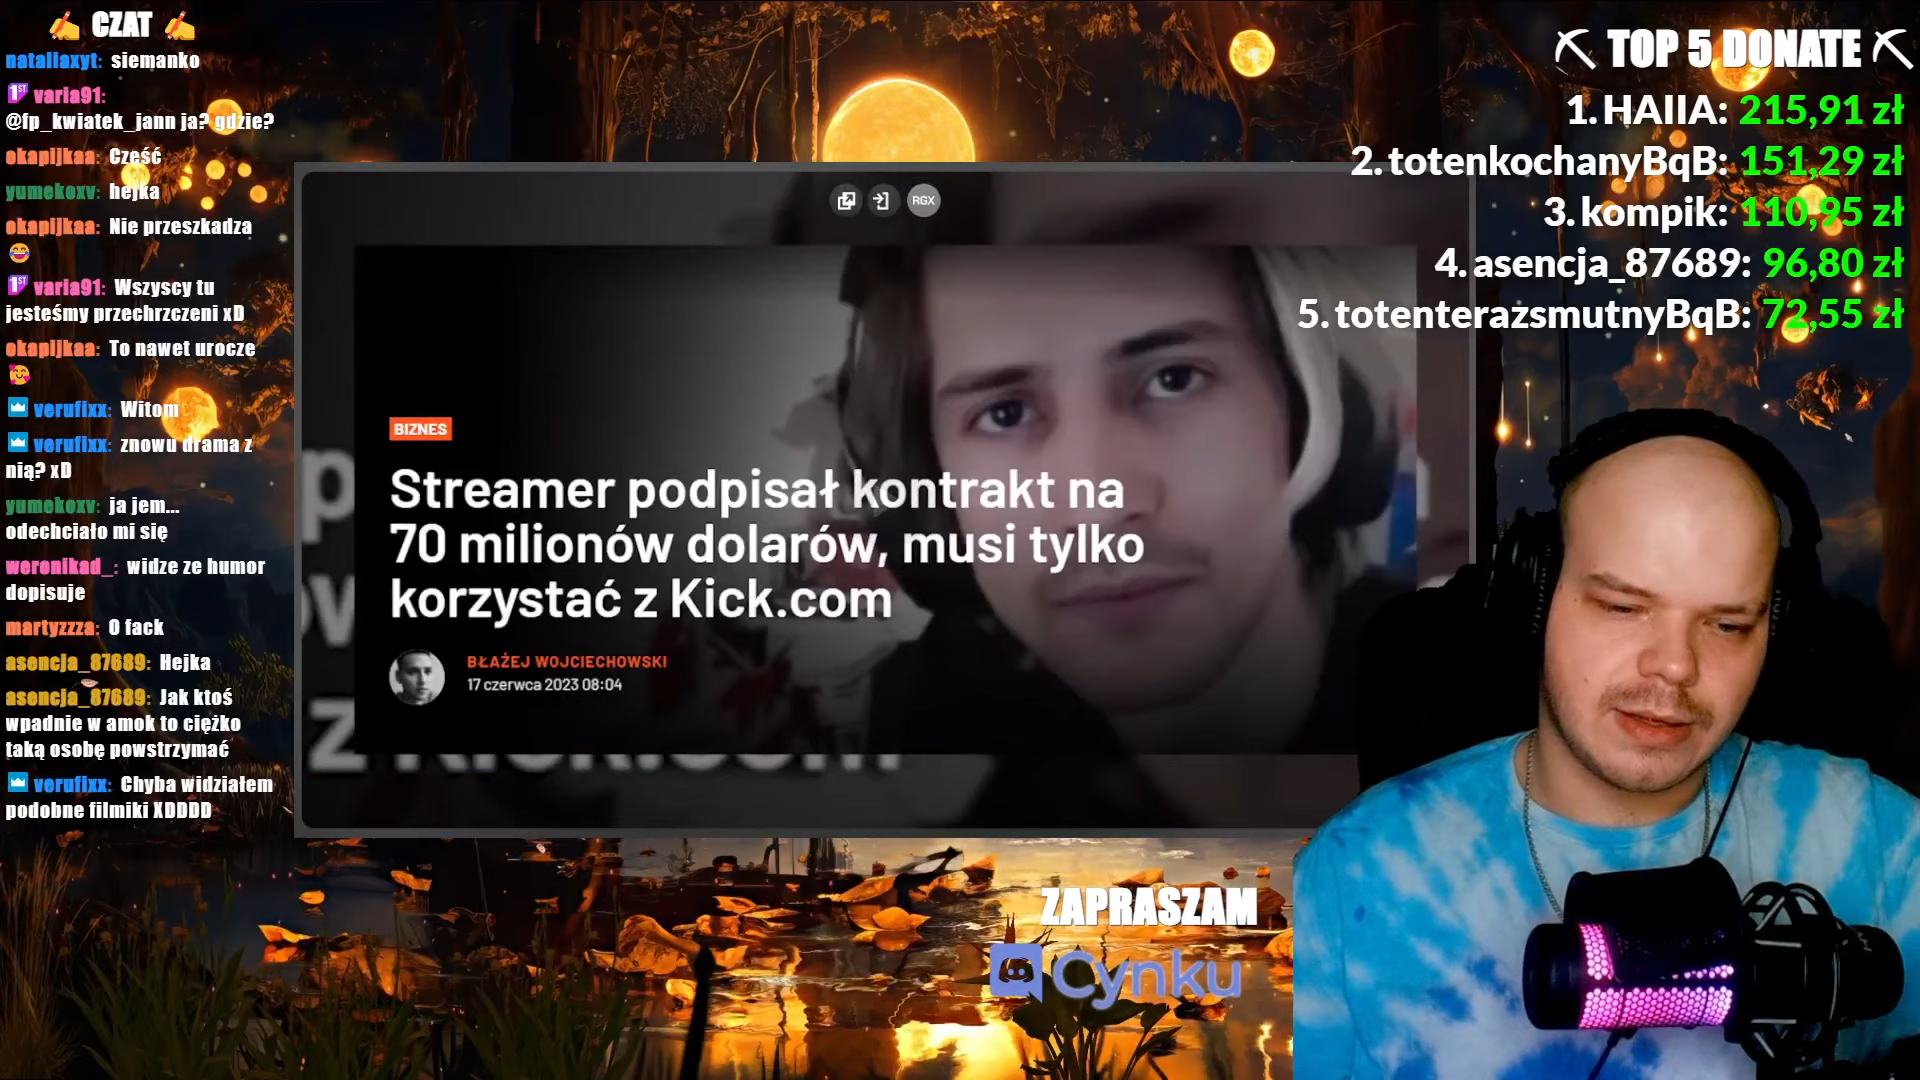 ✍ CZAT ✍
nataliaxyt: siemanko
1ST varia91:
@fp_kwiatek_jann ja? gdzie?
okapijkaa: Cześć
yumekoxv: hejka
okapijkaa: Nie przeszkadza
😂
1ST varia91: Wszyscy tu
jesteśmy przechrzczeni xD
okapijkaa: To nawet urocze
🥰
verufixx: Witom
verufixx: znowu drama z
nią? xD
yumekoxv: ja jem...
odechciało mi się
weronikad_: widze ze humor
dopisuje
martyzzza: O fack
asencja_87689: Hejka
asencja_87689: Jak ktoś
wpadnie w amok to ciężko
taką osobę powstrzymać
verufixx: Chyba widziałem
podobne filmiki XDDDD
RGX
BIZNES
Streamer podpisał kontrakt na
70 milionów dolarów, musi tylko
korzystać z Kick.com
BŁAŻEJ WOJCIECHOWSKI
17 czerwca 2023 08:04
TOP 5 DONATE
1. HAIIA: 215,91 zł
2. totenkochanyBqB: 151,29 zł
3. kompik: 110,95 zł
4. asencja_87689: 96,80 zł
5. totenterazsmutnyBqB: 72,55 zł
ZAPRASZAM
Cynku